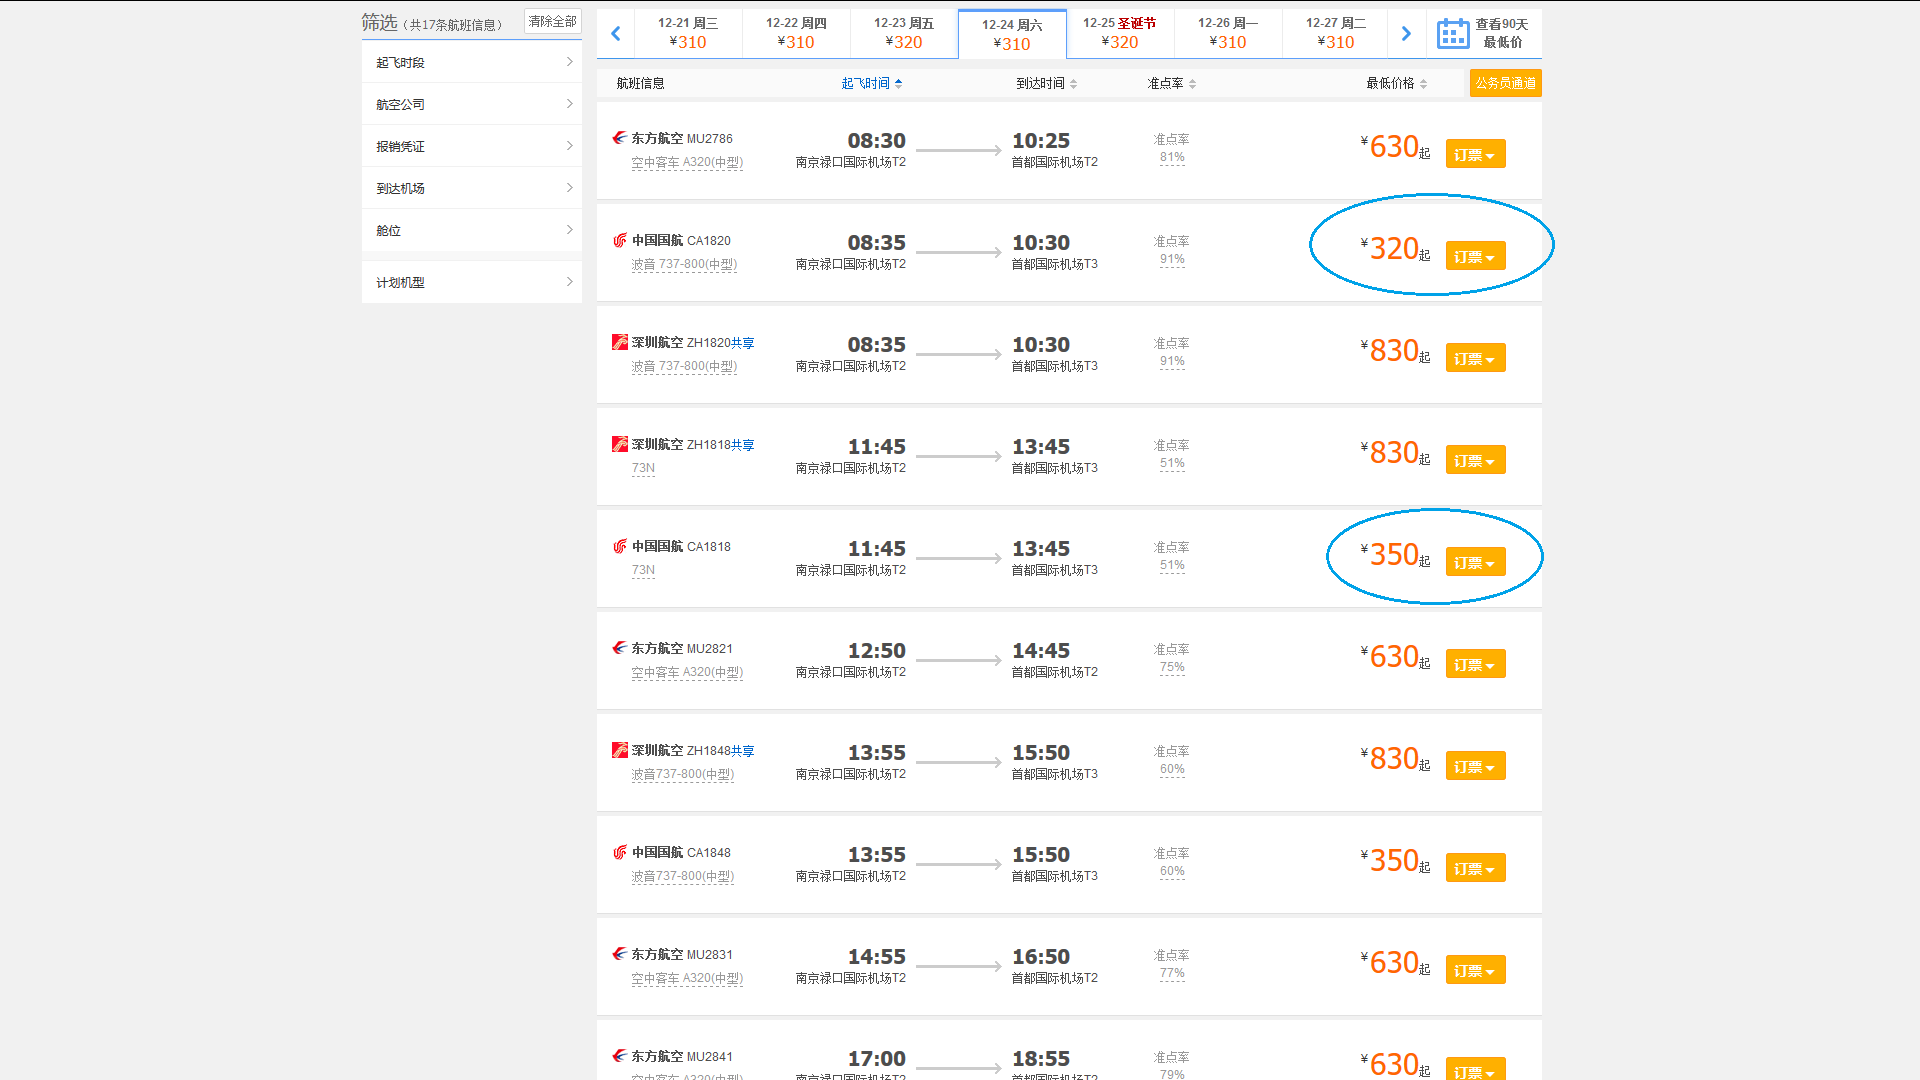 筛选（共17条航班信息）
清除全部
起飞时段
航空公司
报销凭证
到达机场
舱位
计划机型
12-21 周三
¥310
12-22 周四
¥310
12-23 周五
¥320
12-24 周六
¥310
12-25 圣诞节
¥320
12-26 周一
¥310
12-27 周二
¥310
查看90天
最低价
航班信息
起飞时间
到达时间
准点率
最低价格
公务员通道
东方航空 MU2786
空中客车 A320(中型)
08:30
南京禄口国际机场T2
10:25
首都国际机场T2
准点率
81%
¥630起
订票
中国国航 CA1820
波音 737-800(中型)
08:35
南京禄口国际机场T2
10:30
首都国际机场T3
准点率
91%
¥320起
订票
深圳航空 ZH1820共享
波音 737-800(中型)
08:35
南京禄口国际机场T2
10:30
首都国际机场T3
准点率
91%
¥830起
订票
深圳航空 ZH1818共享
73N
11:45
南京禄口国际机场T2
13:45
首都国际机场T3
准点率
51%
¥830起
订票
中国国航 CA1818
73N
11:45
南京禄口国际机场T2
13:45
首都国际机场T3
准点率
51%
¥350起
订票
东方航空 MU2821
空中客车 A320(中型)
12:50
南京禄口国际机场T2
14:45
首都国际机场T2
准点率
75%
¥630起
订票
深圳航空 ZH1848共享
波音737-800(中型)
13:55
南京禄口国际机场T2
15:50
首都国际机场T3
准点率
60%
¥830起
订票
中国国航 CA1848
波音737-800(中型)
13:55
南京禄口国际机场T2
15:50
首都国际机场T3
准点率
60%
¥350起
订票
东方航空 MU2831
空中客车 A320(中型)
14:55
南京禄口国际机场T2
16:50
首都国际机场T2
准点率
77%
¥630起
订票
东方航空 MU2841
空中客车 A320(中型)
17:00
南京禄口国际机场T2
18:55
首都国际机场T2
准点率
79%
¥630起
订票